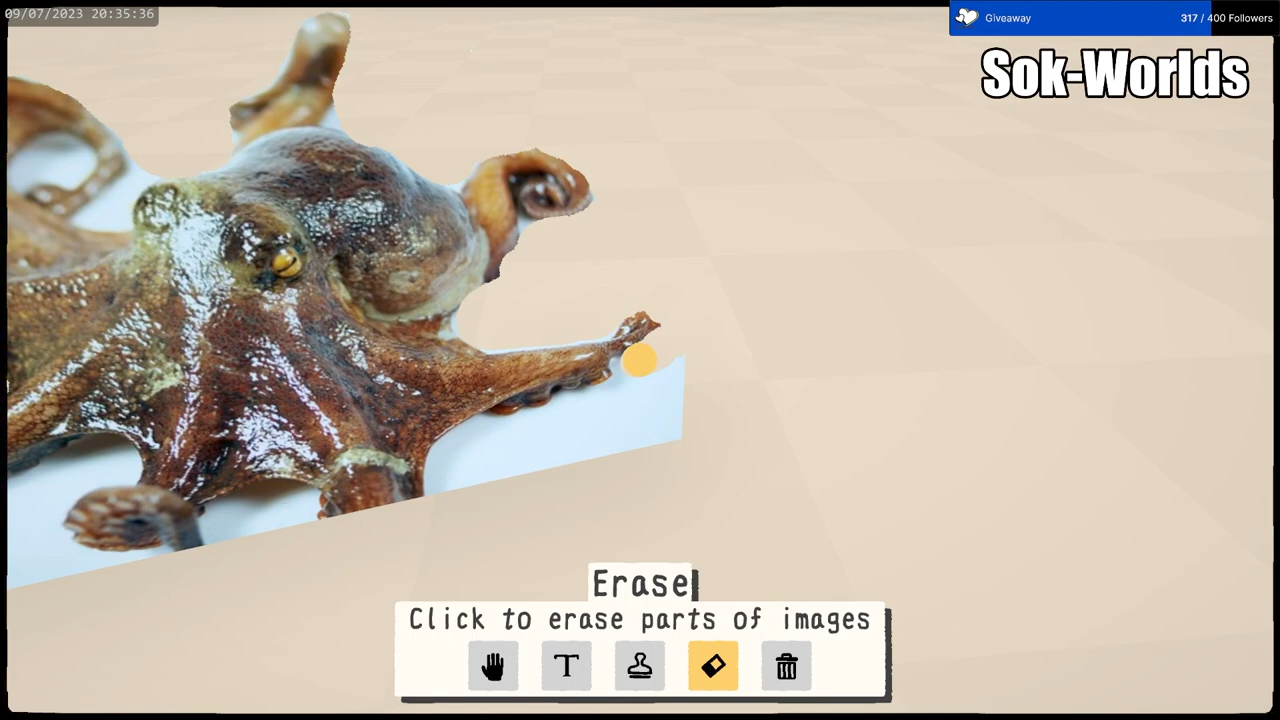 09/07/2023 20:35:36
Giveaway 317 / 400 Followers
Sok-Worlds
Erase
Click to erase parts of images
T